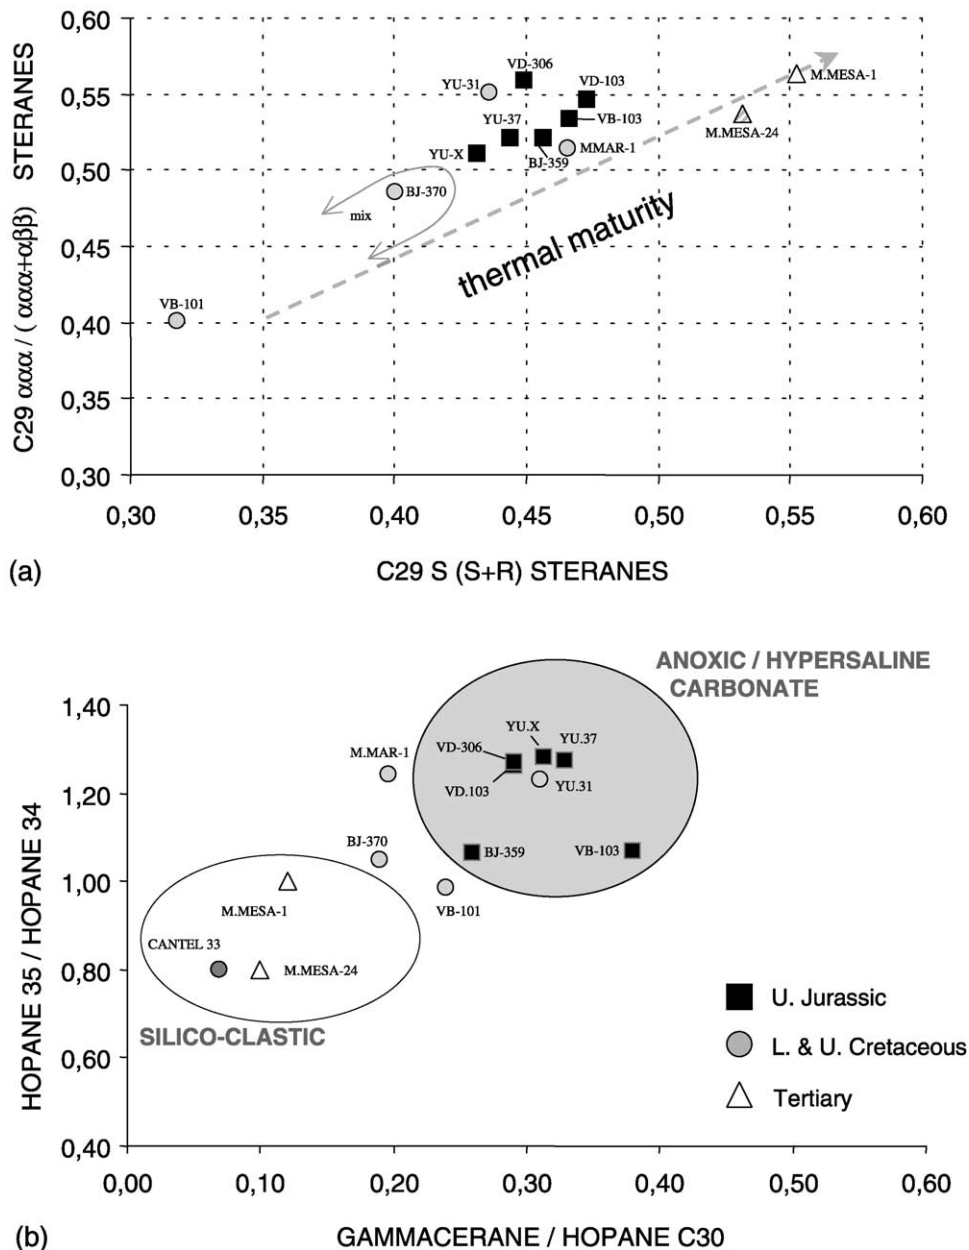 0,60
0,55
0,50
0,45
0,40
0,35
0,30
C29 ααα / ( ααα+αββ) STERANES
VD-306
YU-31
VD-103
M.MESA-1
YU-37
VB-103
M.MESA-24
YU-X
BJ-359
MMAR-1
BJ-370
mix
thermal maturity
VB-101
0,30 0,35 0,40 0,45 0,50 0,55 0,60
C29 S (S+R) STERANES
(a)
ANOXIC / HYPERSALINE
CARBONATE
1,40
1,20
1,00
0,80
0,60
0,40
HOPANE 35 / HOPANE 34
YU.X
YU.37
M.MAR-1
VD-306
VD.103
YU.31
BJ-370
BJ-359
VB-103
VB-101
M.MESA-1
CANTEL 33
M.MESA-24
SILICO-CLASTIC
U. Jurassic
L. & U. Cretaceous
Tertiary
0,00 0,10 0,20 0,30 0,40 0,50 0,60
GAMMACERANE / HOPANE C30
(b)